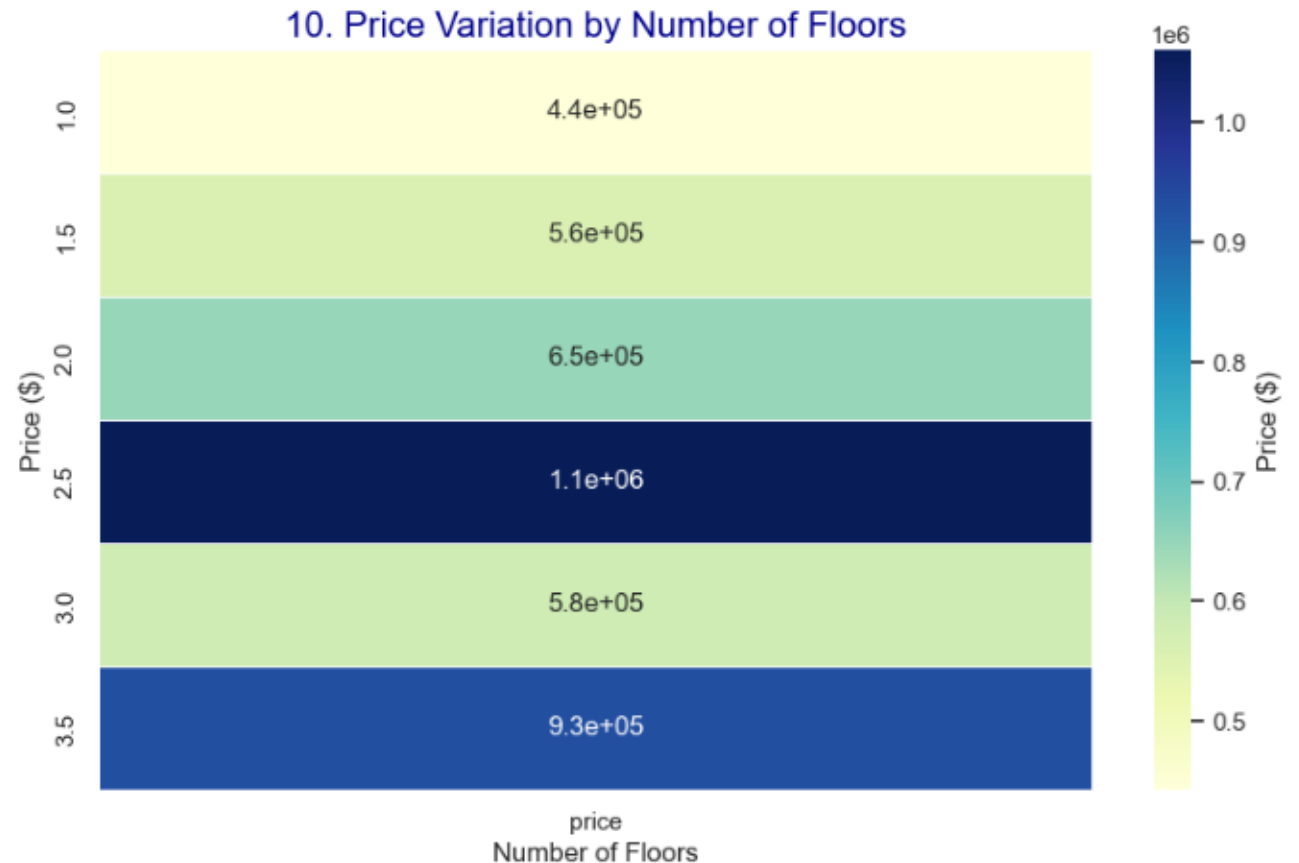 10. Price Variation by Number of Floors
1e6
1.0
4.4e+05
1.5
5.6e+05
2.0
6.5e+05
2.5
1.1e+06
3.0
5.8e+05
3.5
9.3e+05
Price ($)
price
Number of Floors
1.0
0.9
0.8
0.7
0.6
0.5
Price ($)